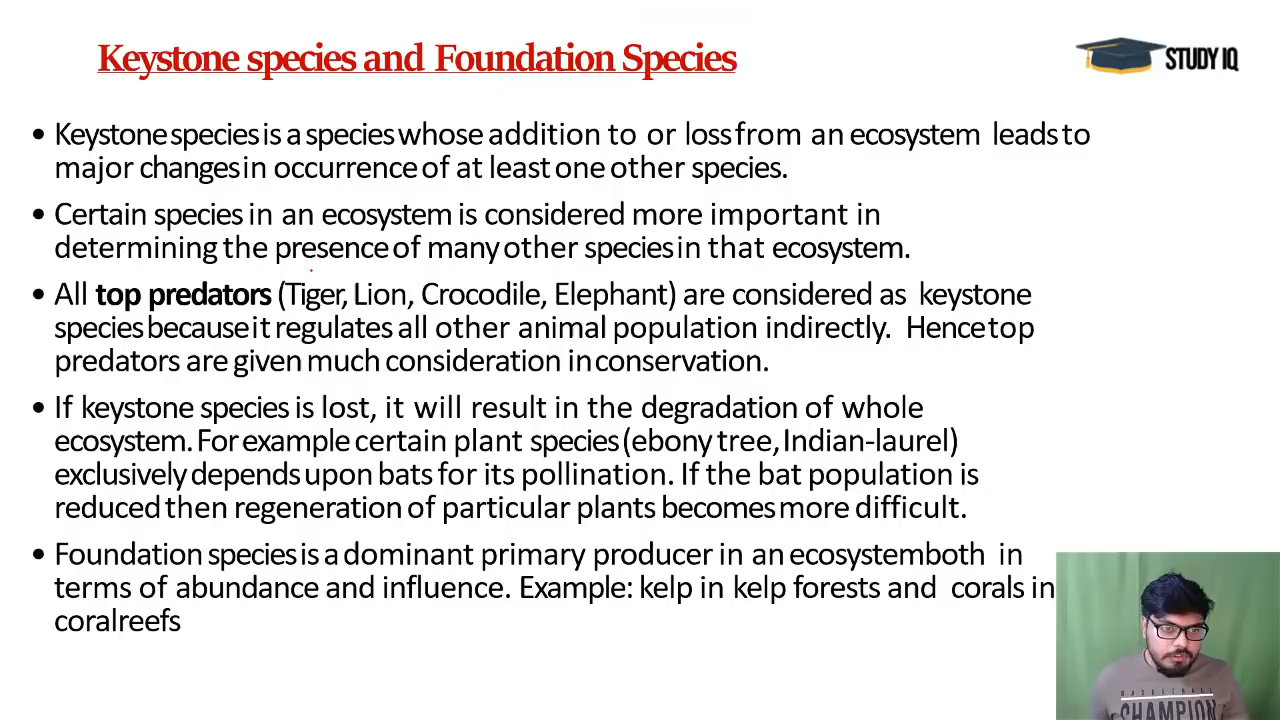 Keystone species and Foundation Species
STUDY IQ
• Keystone species is a species whose addition to or loss from an ecosystem leads to
major changes in occurrence of at least one other species.
• Certain species in an ecosystem is considered more important in
determining the presence of many other species in that ecosystem.
• All top predators (Tiger, Lion, Crocodile, Elephant) are considered as keystone
species because it regulates all other animal population indirectly. Hence top
predators are given much consideration in conservation.
• If keystone species is lost, it will result in the degradation of whole
ecosystem. For example certain plant species (ebony tree, Indian-laurel)
exclusively depends upon bats for its pollination. If the bat population is
reduced then regeneration of particular plants becomes more difficult.
• Foundation species is a dominant primary producer in an ecosystem both in
terms of abundance and influence. Example: kelp in kelp forests and corals in
coralreefs
BASKETBALL
CHAMPION